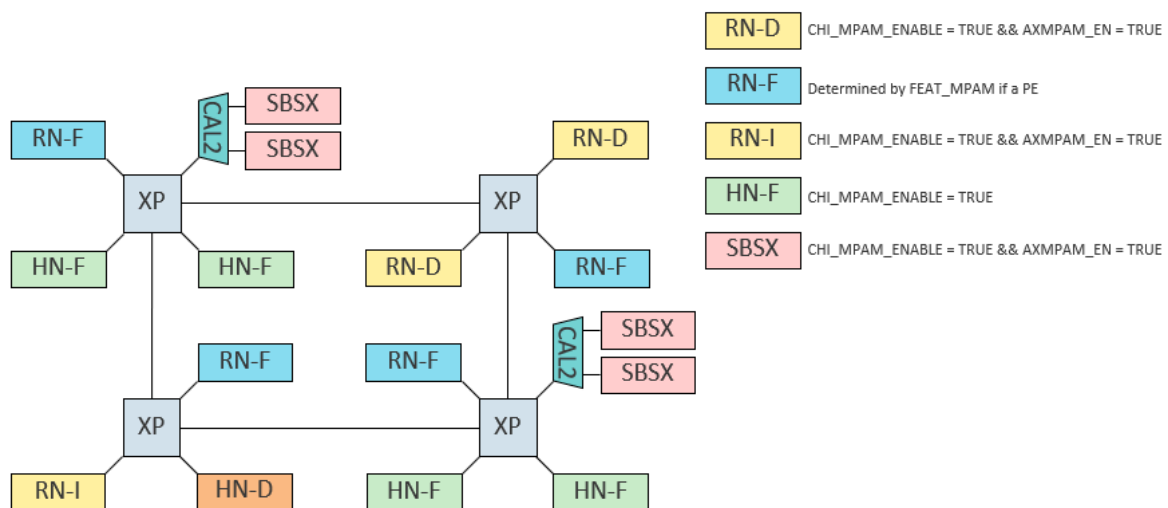 RN-D CHI_MPAM_ENABLE = TRUE && AXMPAM_EN = TRUE
RN-F Determined by FEAT_MPAM if a PE
RN-I CHI_MPAM_ENABLE = TRUE && AXMPAM_EN = TRUE
HN-F CHI_MPAM_ENABLE = TRUE
SBSX CHI_MPAM_ENABLE = TRUE && AXMPAM_EN = TRUE
RN-F
CAL2
SBSX
SBSX
XP
HN-F
HN-F
RN-D
XP
RN-D
RN-F
RN-F
XP
RN-I
HN-D
RN-F
CAL2
SBSX
SBSX
XP
HN-F
HN-F